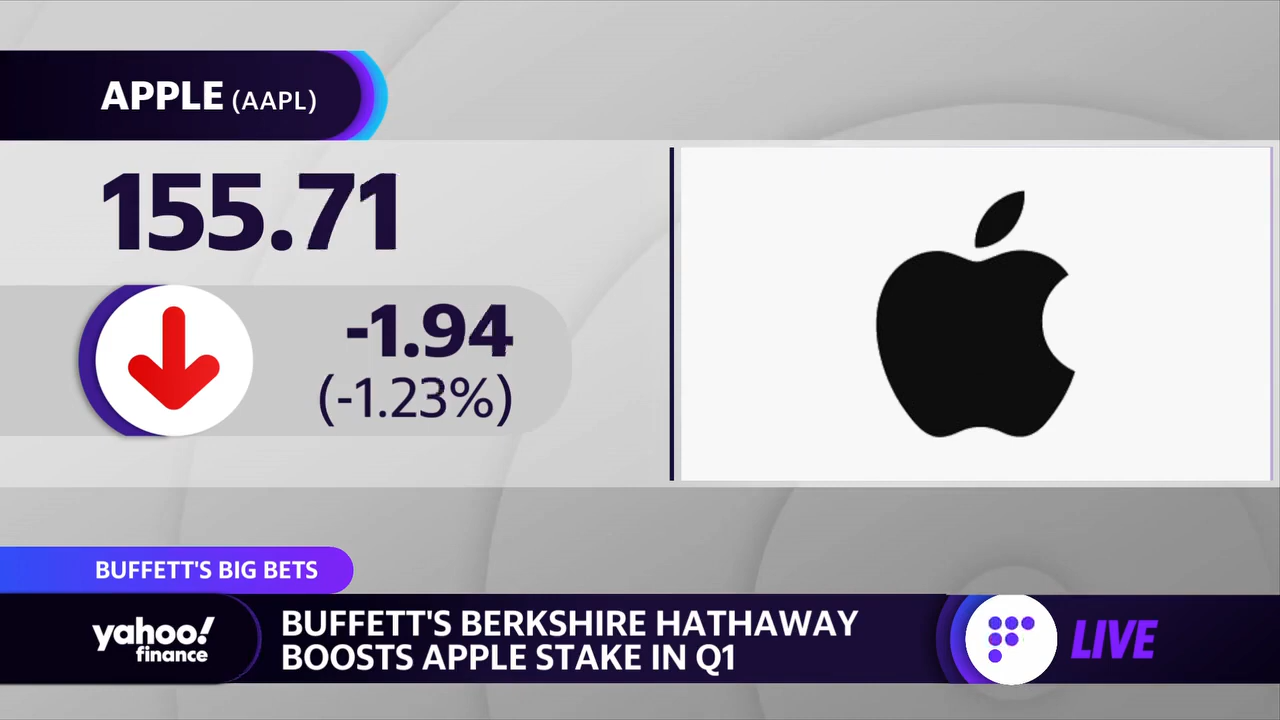 APPLE (AAPL)
155.71
-1.94
(-1.23%)
BUFFETT'S BIG BETS
yahoo!
finance
BUFFETT'S BERKSHIRE HATHAWAY
BOOSTS APPLE STAKE IN Q1
LIVE